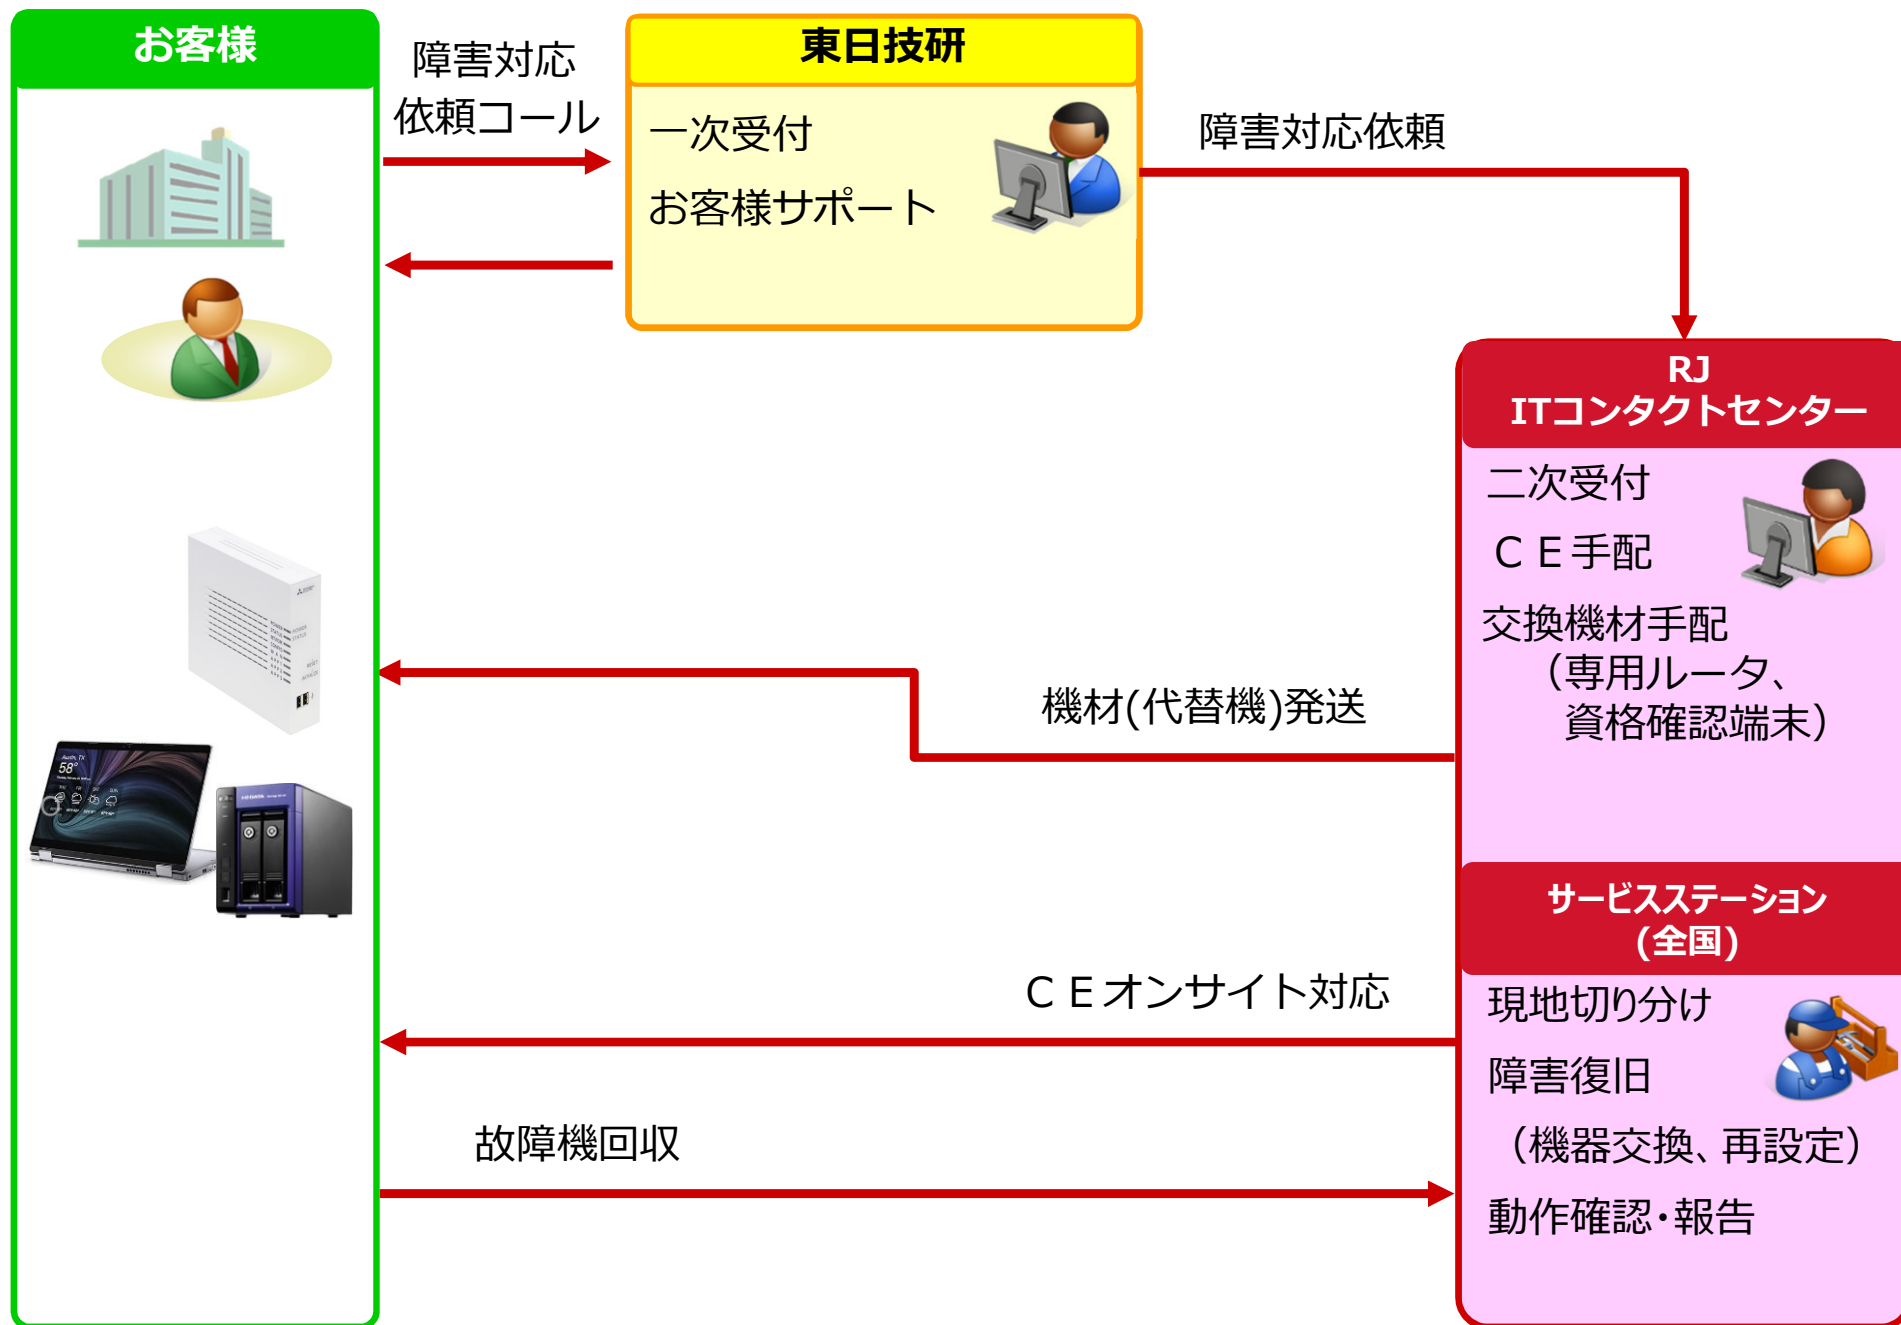 お客様
障害対応
依頼コール
東日技研
一次受付
お客様サポート
障害対応依頼
RJ
ITコンタクトセンター
二次受付
ＣＥ手配
交換機材手配
（専用ルータ、
資格確認端末）
機材(代替機)発送
サービスステーション
(全国)
ＣＥオンサイト対応
現地切り分け
障害復旧
（機器交換、再設定）
動作確認・報告
故障機回収
Austin, TX
58°
I-O DATA